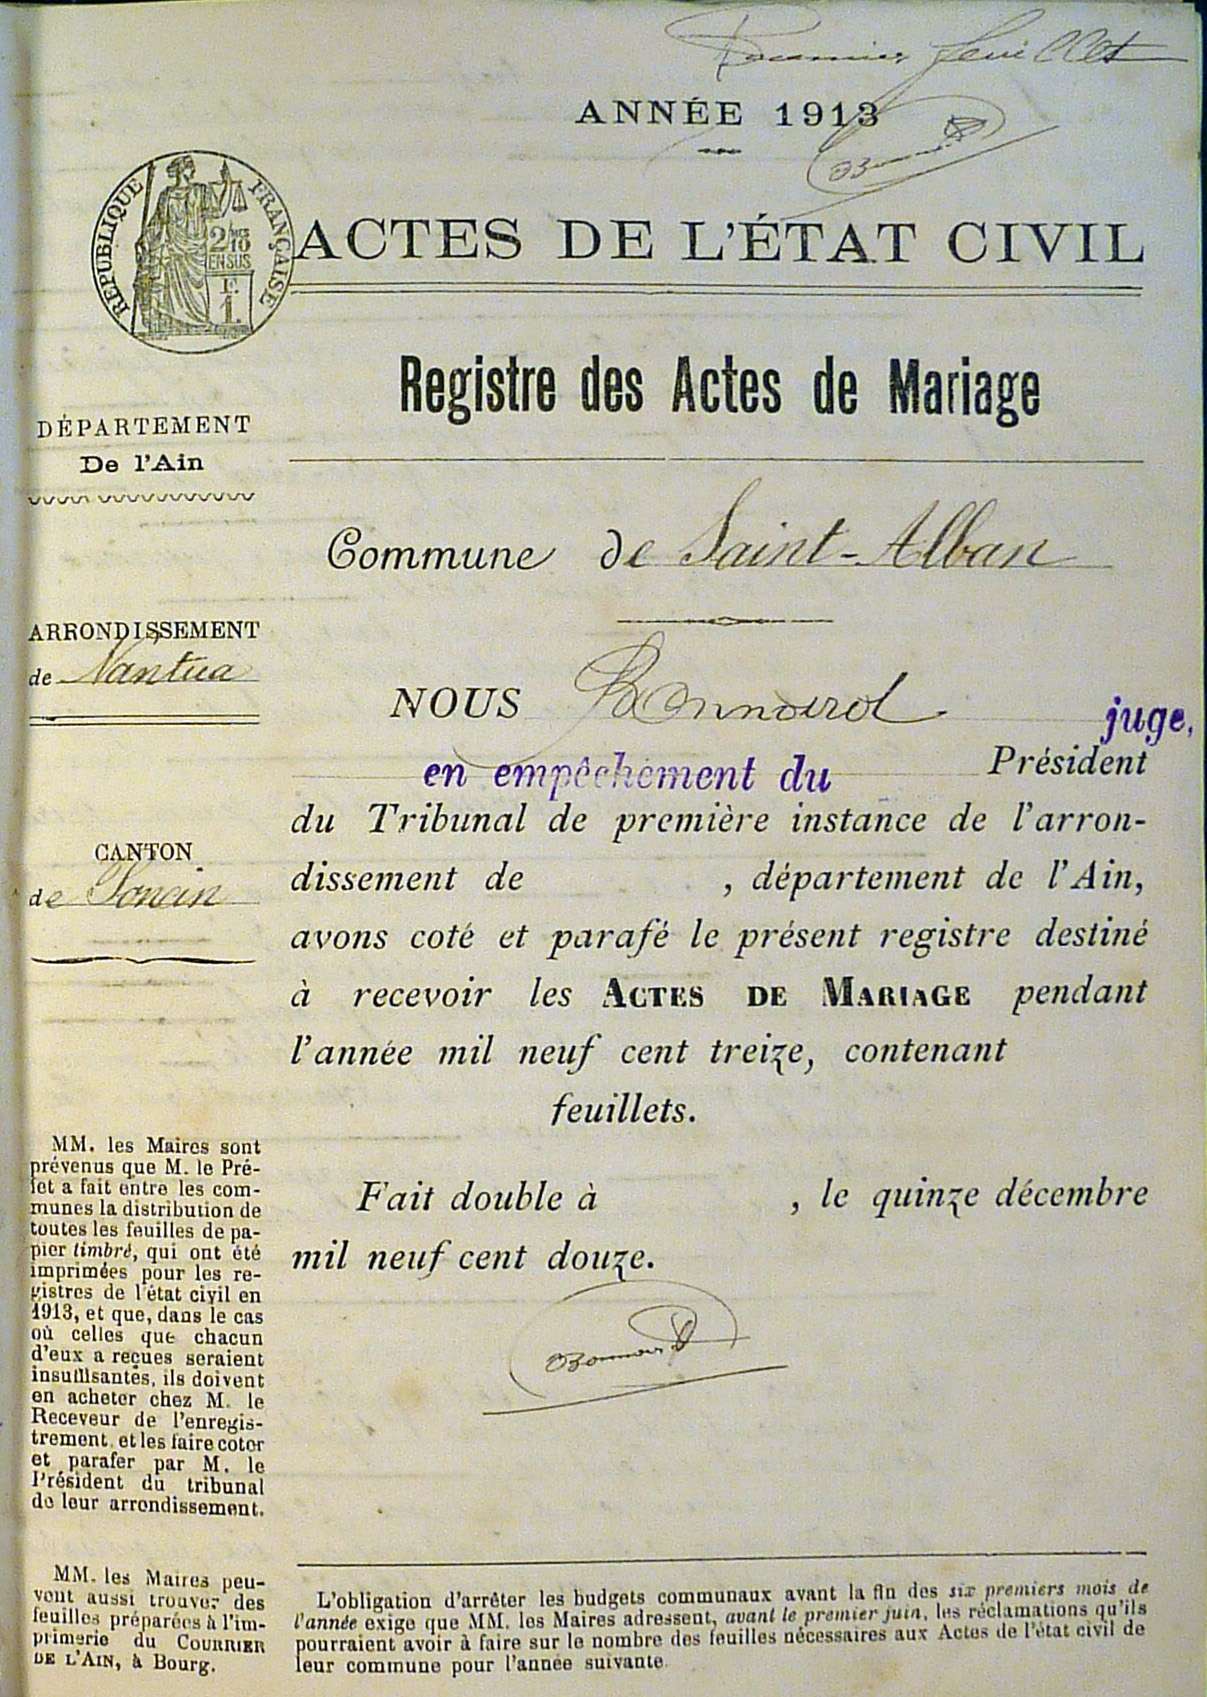 Premier feuillet
ANNÉE 1913
RÉPUBLIQUE FRANÇAISE
2/10
EN SUS
F.
1.
ACTES DE L'ÉTAT CIVIL
Registre des Actes de Mariage
DÉPARTEMENT
De l'Ain
Commune de Saint-Alban
ARRONDISSEMENT
de Nantua
CANTON
de Poncin
NOUS juge,
en empêchement du Président
du Tribunal de première instance de l'arron-
dissement de , département de l'Ain,
avons coté et parafé le présent registre destiné
à recevoir les ACTES DE MARIAGE pendant
l'année mil neuf cent treize, contenant
feuillets.
Fait double à , le quinze décembre
mil neuf cent douze.
MM. les Maires sont
prévenus que M. le Pré-
fet a fait entre les com-
munes la distribution de
toutes les feuilles de pa-
pier timbré, qui ont été
imprimées pour les re-
gistres de l'état civil en
1913, et que, dans le cas
où celles que chacun
d'eux a reçues seraient
insuffisantes, ils doivent
en acheter chez M. le
Receveur de l'enregis-
trement, et les faire coter
et parafer par M. le
Président du tribunal
de leur arrondissement.
MM. les Maires peu-
vent aussi trouver des
feuilles préparées à l'im-
primerie du COURRIER
DE L'AIN, à Bourg.
L'obligation d'arrêter les budgets communaux avant la fin des six premiers mois de
l'année exige que MM. les Maires adressent, avant le premier juin, les réclamations qu'ils
pourraient avoir à faire sur le nombre des feuilles nécessaires aux Actes de l'état civil de
leur commune pour l'année suivante.